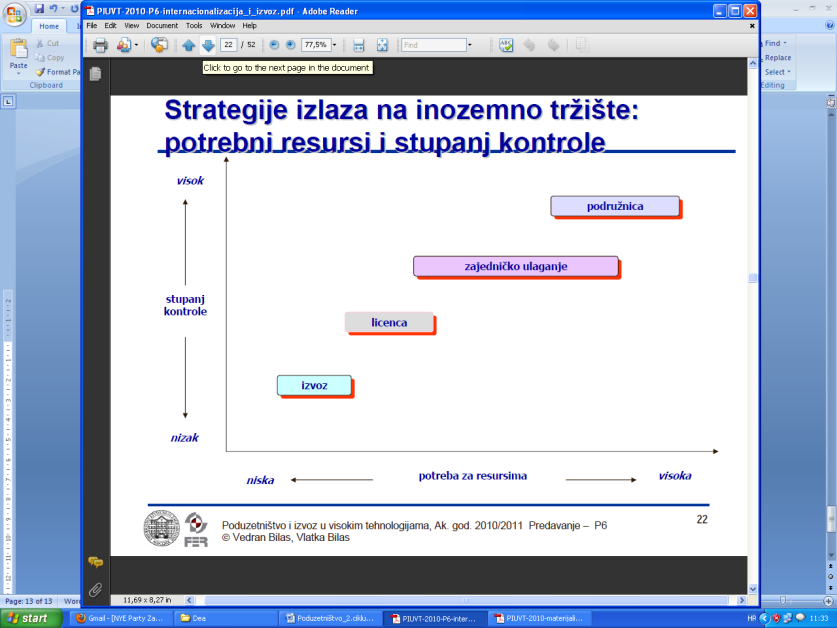 PIUVT-2010-P6-internacionalizacija_i_izvoz.pdf - Adobe Reader
Home
File Edit View Document Tools Window Help
Cut
Copy
Format Pa
Paste
Clipboard
22 / 52
77,5%
Find
Find
Replace
Select
Editing
Click to go to the next page in the document
Strategije izlaza na inozemno tržište:
potrebni resursi i stupanj kontrole
visok
podružnica
zajedničko ulaganje
stupanj
kontrole
licenca
izvoz
nizak
niska
potreba za resursima
visoka
FER
Poduzetništvo i izvoz u visokim tehnologijama, Ak. god. 2010/2011 Predavanje – P6
© Vedran Bilas, Vlatka Bilas
22
11,69 x 8,27 in
Page: 13 of 13
start
Gmail - [NYE Party Za...
Dea
Poduzetništvo_2.ciklu...
PIUVT-2010-P6-inter...
PIUVT-2010-materijali...
HR
11:33